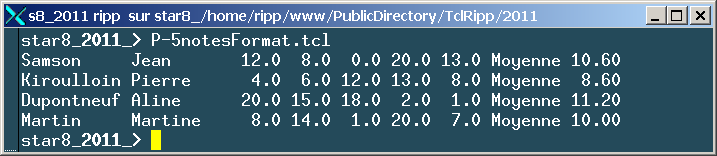 s8_2011 ripp sur star8_/home/ripp/www/PublicDirectory/TclRipp/2011
star8_2011_> P-5notesFormat.tcl
Samson     Jean       12.0  8.0  0.0 20.0 13.0 Moyenne 10.60
Kiroulloin Pierre      4.0  6.0 12.0 13.0  8.0 Moyenne  8.60
Dupontneuf Aline      20.0 15.0 18.0  2.0  1.0 Moyenne 11.20
Martin     Martine     8.0 14.0  1.0 20.0  7.0 Moyenne 10.00
star8_2011_>